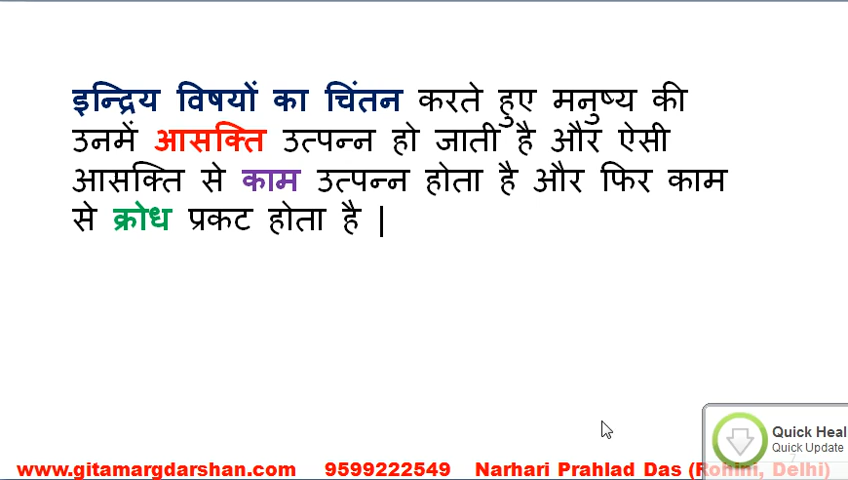 इन्द्रिय विषयों का चिंतन करते हुए मनुष्य की
उनमें आसक्ति उत्पन्न हो जाती है और ऐसी
आसक्ति से काम उत्पन्न होता है और फिर काम
से क्रोध प्रकट होता है |
Quick Heal
Quick Update
www.gitamargdarshan.com 9599222549 Narhari Prahlad Das (Rohini, Delhi)